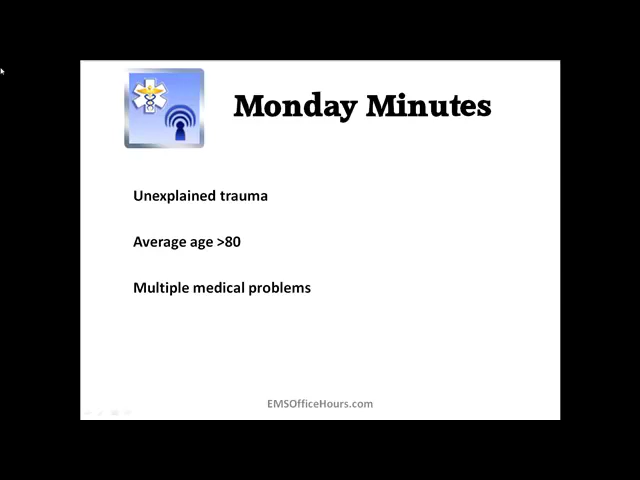 Monday Minutes
Unexplained trauma
Average age >80
Multiple medical problems
EMSOfficeHours.com